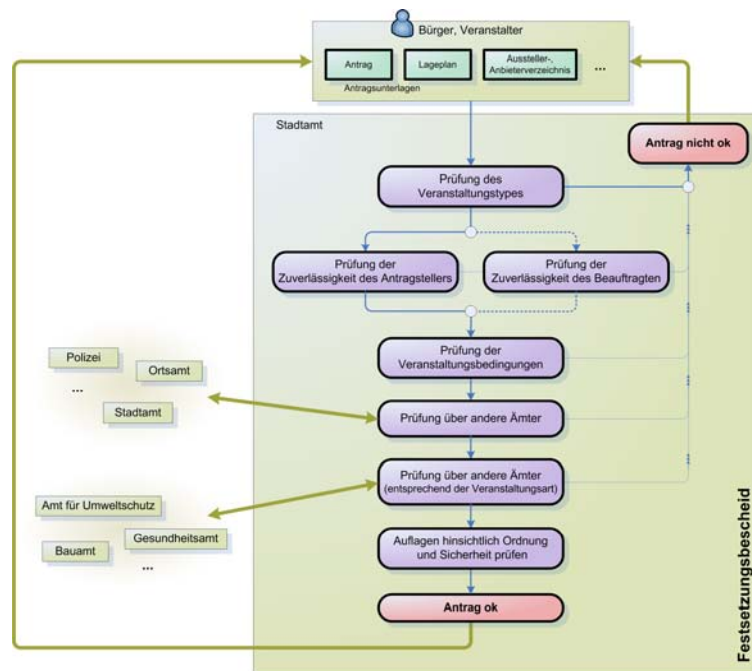 Bürger, Veranstalter
Antrag
Lageplan
Aussteller-,
Anbieterverzeichnis
...
Antragsunterlagen
Stadtamt
Antrag nicht ok
Prüfung des
Veranstaltungstypes
Prüfung der
Zuverlässigkeit des Antragstellers
Prüfung der
Zuverlässigkeit des Beauftragten
Prüfung der
Veranstaltungsbedingungen
Polizei
Ortsamt
...
Stadtamt
Prüfung über andere Ämter
Prüfung über andere Ämter
(entsprechend der Veranstaltungsart)
Amt für Umweltschutz
Gesundheitsamt
Bauamt
...
Auflagen hinsichtlich Ordnung
und Sicherheit prüfen
Antrag ok
Festsetzungsbescheid